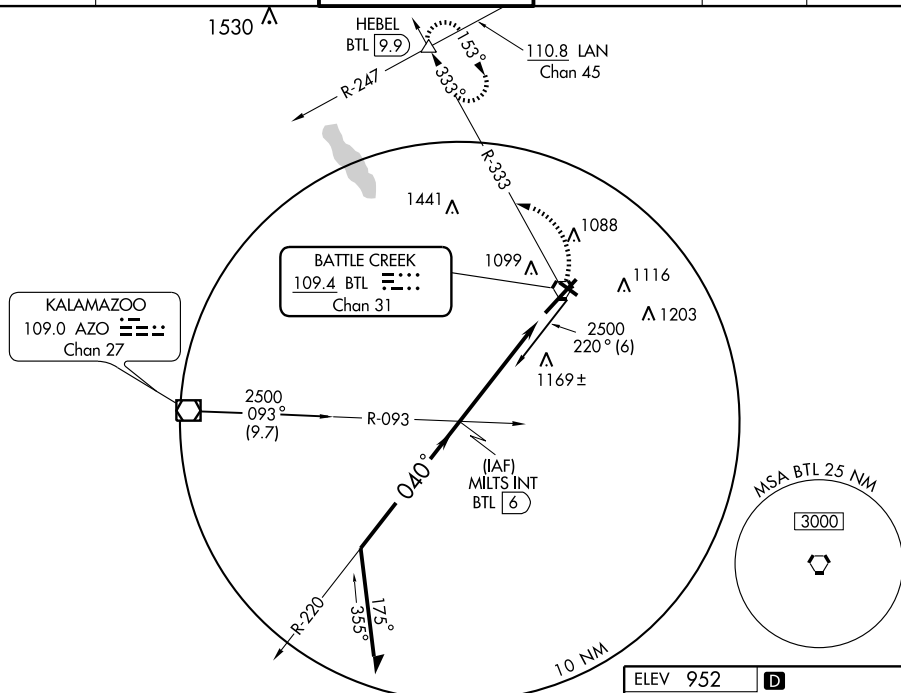 1530
HEBEL
BTL 9.9
153°
333°
110.8 LAN
Chan 45
R-247
R-333
1441
1088
1099
BATTLE CREEK
109.4 BTL
Chan 31
1116
1203
KALAMAZOO
109.0 AZO
Chan 27
2500
220° (6)
1169 ±
2500
093°
(9.7)
R-093
(IAF)
MILTS INT
BTL 6
040°
MSA BTL 25 NM
3000
R-220
355°
175°
10 NM
ELEV 952
D